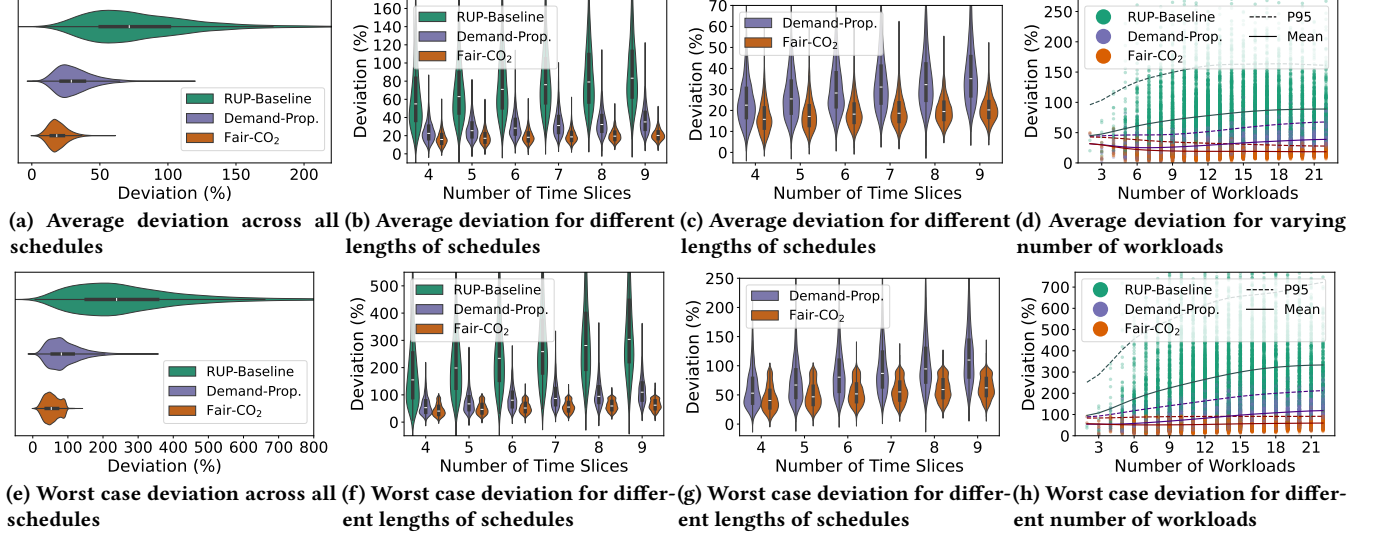 RUP-Baseline
Demand-Prop.
Fair-CO₂
0 50 100 150 200
Deviation (%)
(a) Average deviation across all
schedules
Deviation (%)
160
140
120
100
80
60
40
20
0
RUP-Baseline
Demand-Prop.
Fair-CO₂
4 5 6 7 8 9
Number of Time Slices
(b) Average deviation for different
lengths of schedules
Deviation (%)
70
60
50
40
30
20
10
0
Demand-Prop.
Fair-CO₂
4 5 6 7 8 9
Number of Time Slices
(c) Average deviation for different
lengths of schedules
Deviation (%)
250
200
150
100
50
0
RUP-Baseline
Demand-Prop.
Fair-CO₂
P95
Mean
3 6 9 12 15 18 21
Number of Workloads
(d) Average deviation for varying
number of workloads
RUP-Baseline
Demand-Prop.
Fair-CO₂
0 100 200 300 400 500 600 700 800
Deviation (%)
(e) Worst case deviation across all
schedules
Deviation (%)
500
400
300
200
100
0
RUP-Baseline
Demand-Prop.
Fair-CO₂
4 5 6 7 8 9
Number of Time Slices
(f) Worst case deviation for differ-
ent lengths of schedules
Deviation (%)
250
200
150
100
50
0
Demand-Prop.
Fair-CO₂
4 5 6 7 8 9
Number of Time Slices
(g) Worst case deviation for differ-
ent lengths of schedules
Deviation (%)
700
600
500
400
300
200
100
0
RUP-Baseline
Demand-Prop.
Fair-CO₂
P95
Mean
3 6 9 12 15 18 21
Number of Workloads
(h) Worst case deviation for differ-
ent number of workloads